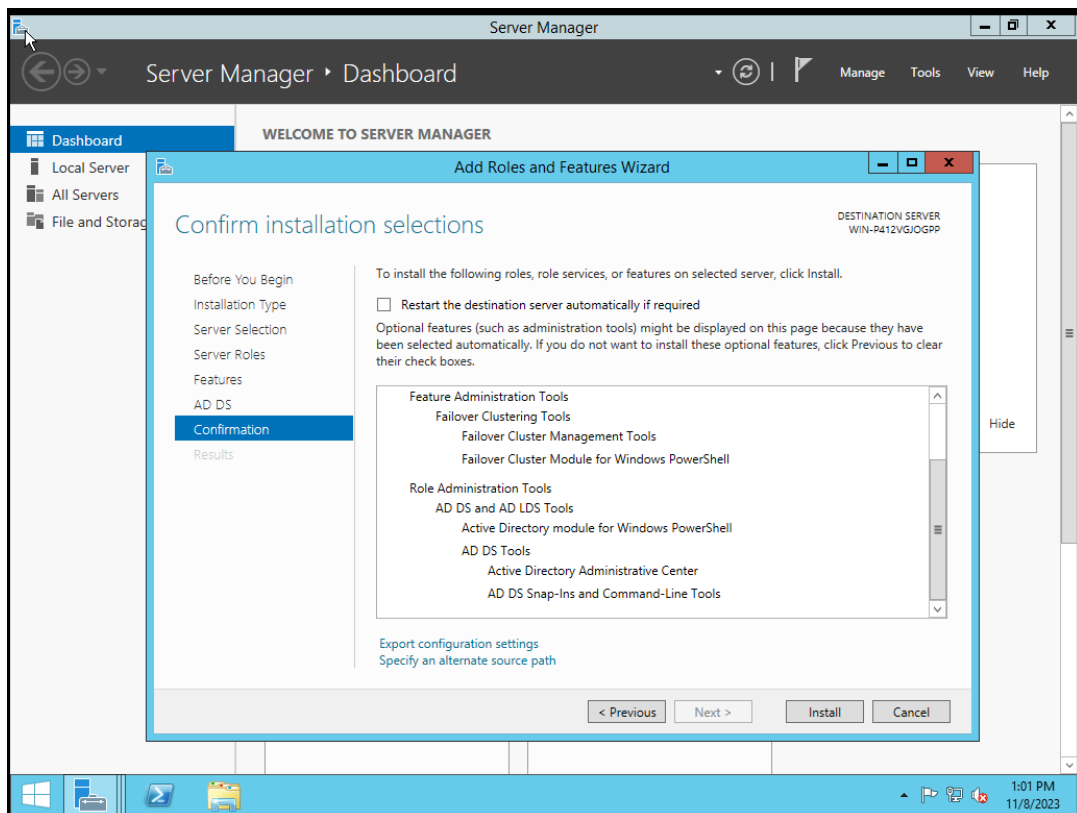 Server Manager
Server Manager ‣ Dashboard
Manage Tools View Help
Dashboard
Local Server
All Servers
File and Storag
WELCOME TO SERVER MANAGER
Add Roles and Features Wizard
Confirm installation selections
DESTINATION SERVER
WIN-P412VGJOGPP
Before You Begin
Installation Type
Server Selection
Server Roles
Features
AD DS
Confirmation
Results
To install the following roles, role services, or features on selected server, click Install.
Restart the destination server automatically if required
Optional features (such as administration tools) might be displayed on this page because they have
been selected automatically. If you do not want to install these optional features, click Previous to clear
their check boxes.
Feature Administration Tools
Failover Clustering Tools
Failover Cluster Management Tools
Failover Cluster Module for Windows PowerShell
Role Administration Tools
AD DS and AD LDS Tools
Active Directory module for Windows PowerShell
AD DS Tools
Active Directory Administrative Center
AD DS Snap-Ins and Command-Line Tools
Export configuration settings
Specify an alternate source path
< Previous Next > Install Cancel
Hide
1:01 PM
11/8/2023